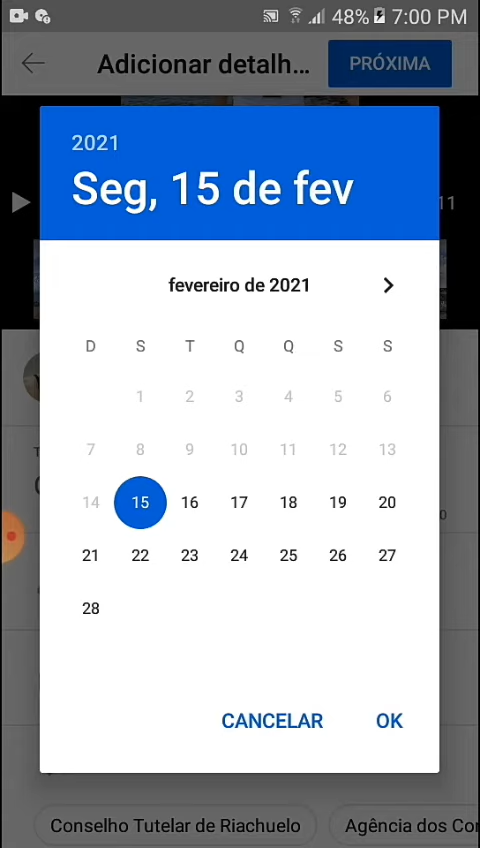 48% 7:00 PM
Adicionar detalh... PRÓXIMA
2021
Seg, 15 de fev
11
fevereiro de 2021
D S T Q Q S S
1 2 3 4 5 6
7 8 9 10 11 12 13
14 15 16 17 18 19 20
21 22 23 24 25 26 27
28
CANCELAR OK
Conselho Tutelar de Riachuelo Agência dos Cor